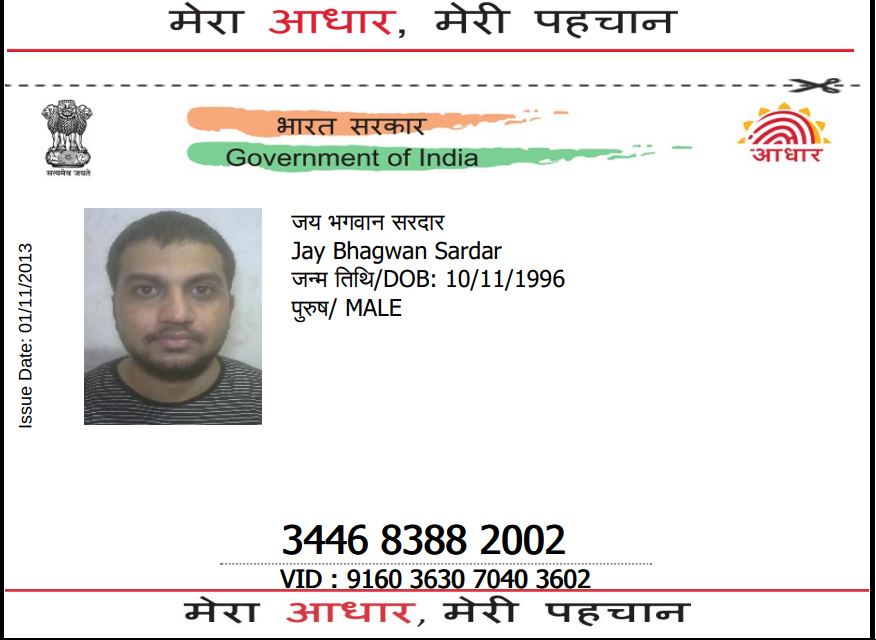 मेरा आधार, मेरी पहचान
भारत सरकार
Government of India
सत्यमेव जयते
आधार
Issue Date: 01/11/2013
जय भगवान सरदार
Jay Bhagwan Sardar
जन्म तिथि/DOB: 10/11/1996
पुरुष/ MALE
3446 8388 2002
VID : 9160 3630 7040 3602
मेरा आधार, मेरी पहचान